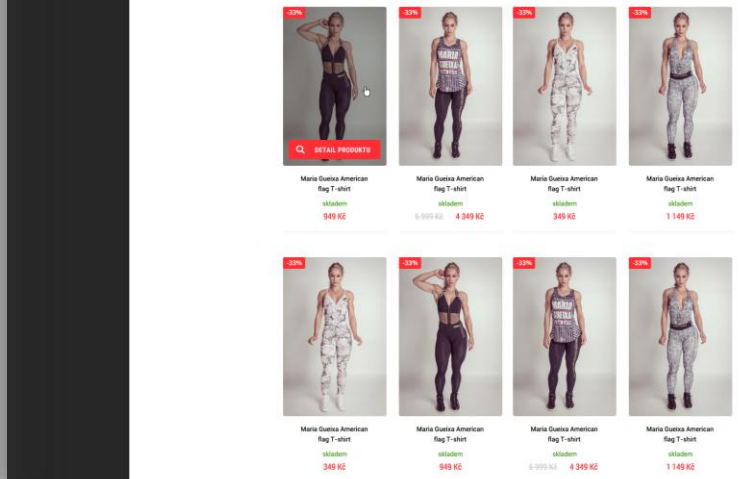 -33%
-33%
-33%
-33%
DETAIL PRODUKTU
Maria Gueixa American
flag T-shirt
skladem
949 Kč
Maria Gueixa American
flag T-shirt
skladem
6 999 Kč 4 349 Kč
Maria Gueixa American
flag T-shirt
skladem
349 Kč
Maria Gueixa American
flag T-shirt
skladem
1 149 Kč
-33%
-33%
-33%
-33%
Maria Gueixa American
flag T-shirt
skladem
349 Kč
Maria Gueixa American
flag T-shirt
skladem
949 Kč
Maria Gueixa American
flag T-shirt
skladem
4 349 Kč
Maria Gueixa American
flag T-shirt
skladem
1 149 Kč